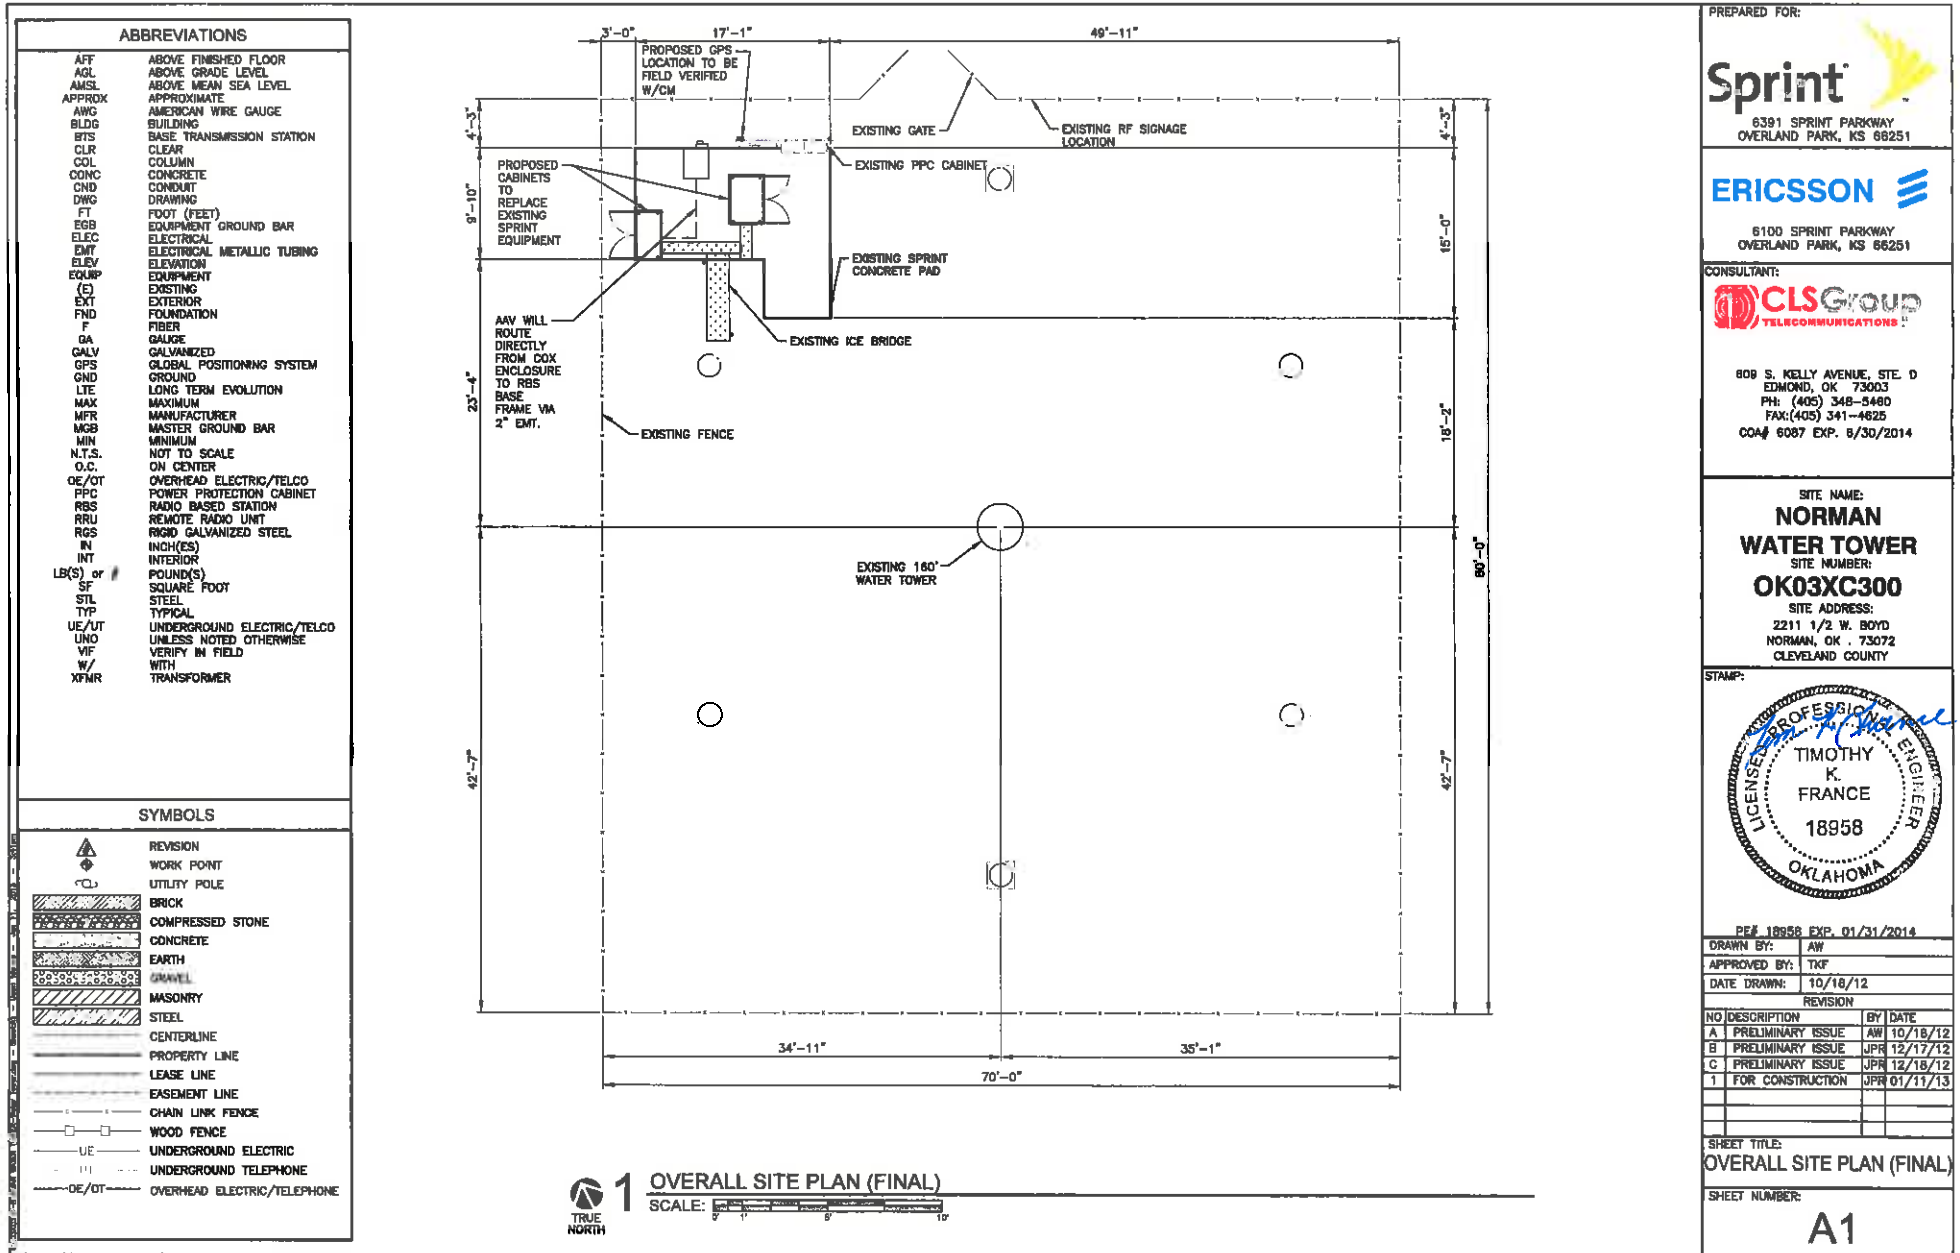 ABBREVIATIONS
AFF ABOVE FINISHED FLOOR
AGL ABOVE GRADE LEVEL
AMSL ABOVE MEAN SEA LEVEL
APPROX APPROXIMATE
AWG AMERICAN WIRE GAUGE
BLDG BUILDING
BTS BASE TRANSMISSION STATION
CLR CLEAR
COL COLUMN
CONC CONCRETE
CND CONDUIT
DWG DRAWING
FT FOOT (FEET)
EGB EQUIPMENT GROUND BAR
ELEC ELECTRICAL
EMT ELECTRICAL METALLIC TUBING
ELEV ELEVATION
EQUIP EQUIPMENT
(E) EXISTING
EXT EXTERIOR
FND FOUNDATION
F FIBER
GA GAUGE
GALV GALVANIZED
GPS GLOBAL POSITIONING SYSTEM
GND GROUND
LTE LONG TERM EVOLUTION
MAX MAXIMUM
MFR MANUFACTURER
MGB MASTER GROUND BAR
MIN MINIMUM
N.T.S. NOT TO SCALE
O.C. ON CENTER
OE/OT OVERHEAD ELECTRIC/TELCO
PPC POWER PROTECTION CABINET
RBS RADIO BASED STATION
RRU REMOTE RADIO UNIT
RGS RIGID GALVANIZED STEEL
IN INCH(ES)
INT INTERIOR
LB(S) or # POUND(S)
SF SQUARE FOOT
STL STEEL
TYP TYPICAL
UE/UT UNDERGROUND ELECTRIC/TELCO
UNO UNLESS NOTED OTHERWISE
VIF VERIFY IN FIELD
W/ WITH
XFMR TRANSFORMER
SYMBOLS
REVISION
WORK POINT
UTILITY POLE
BRICK
COMPRESSED STONE
CONCRETE
EARTH
GRAVEL
MASONRY
STEEL
CENTERLINE
PROPERTY LINE
LEASE LINE
EASEMENT LINE
CHAIN LINK FENCE
WOOD FENCE
UE UNDERGROUND ELECTRIC
UNDERGROUND TELEPHONE
OE/OT OVERHEAD ELECTRIC/TELEPHONE
3'-0" 17'-1" 49'-11"
PROPOSED GPS
LOCATION TO BE
FIELD VERIFIED
W/CM
4'-3"
EXISTING GATE
EXISTING RF SIGNAGE
LOCATION
4'-3"
PROPOSED
CABINETS
TO
REPLACE
EXISTING
SPRINT
EQUIPMENT
EXISTING PPC CABINET
9'-10"
15'-0"
EXISTING SPRINT
CONCRETE PAD
AAV WILL
ROUTE
DIRECTLY
FROM COX
ENCLOSURE
TO RBS
BASE
FRAME VIA
2" EMT.
EXISTING ICE BRIDGE
23'-4"
18'-2"
EXISTING FENCE
EXISTING 160'
WATER TOWER
80'-0"
42'-7"
42'-7"
34'-11" 35'-1"
70'-0"
TRUE
NORTH
1 OVERALL SITE PLAN (FINAL)
SCALE:
0' 1' 5' 10'
PREPARED FOR:
Sprint
6391 SPRINT PARKWAY
OVERLAND PARK, KS 66251
ERICSSON
6100 SPRINT PARKWAY
OVERLAND PARK, KS 66251
CONSULTANT:
CLSGroup
TELECOMMUNICATIONS
609 S. KELLY AVENUE, STE. D
EDMOND, OK 73003
PH: (405) 348-5460
FAX:(405) 341-4625
COA# 6087 EXP. 6/30/2014
SITE NAME:
NORMAN
WATER TOWER
SITE NUMBER:
OK03XC300
SITE ADDRESS:
2211 1/2 W. BOYD
NORMAN, OK . 73072
CLEVELAND COUNTY
STAMP:
LICENSED PROFESSIONAL ENGINEER
TIMOTHY
K.
FRANCE
18958
OKLAHOMA
PE# 18958 EXP. 01/31/2014
DRAWN BY: AW
APPROVED BY: TKF
DATE DRAWN: 10/16/12
REVISION
NO DESCRIPTION BY DATE
A PRELIMINARY ISSUE AW 10/16/12
B PRELIMINARY ISSUE JPR 12/17/12
C PRELIMINARY ISSUE JPR 12/18/12
1 FOR CONSTRUCTION JPR 01/11/13
SHEET TITLE:
OVERALL SITE PLAN (FINAL)
SHEET NUMBER:
A1